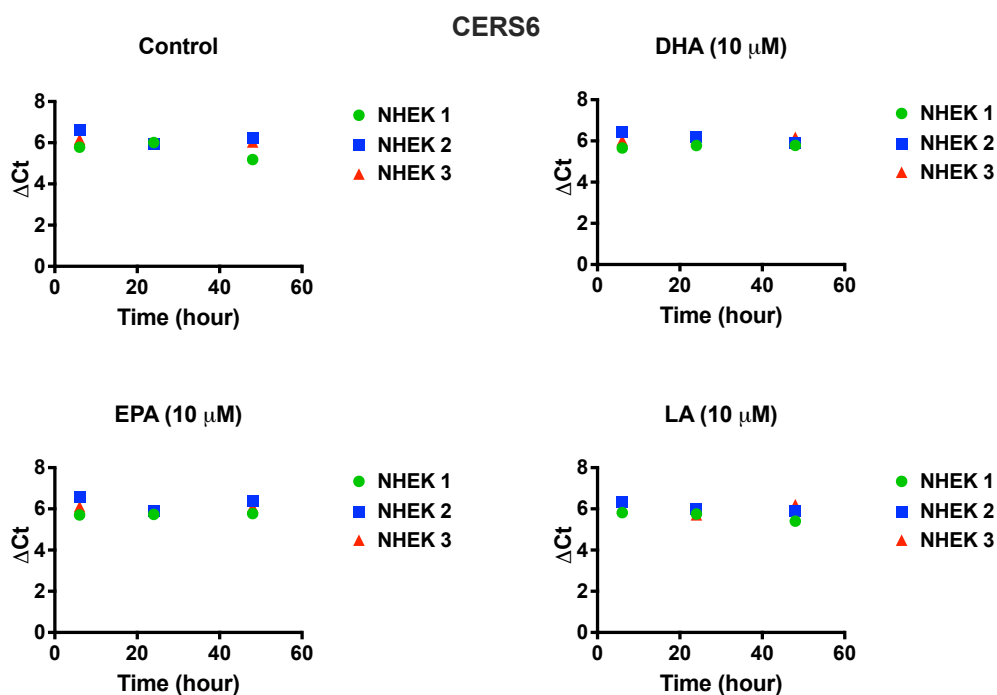 CERS6
Control
8
6
4
2
0
ΔCt
0 20 40 60
Time (hour)
NHEK 1
NHEK 2
NHEK 3
DHA (10 μM)
8
6
4
2
0
ΔCt
0 20 40 60
Time (hour)
NHEK 1
NHEK 2
NHEK 3
EPA (10 μM)
8
6
4
2
0
ΔCt
0 20 40 60
Time (hour)
NHEK 1
NHEK 2
NHEK 3
LA (10 μM)
8
6
4
2
0
ΔCt
0 20 40 60
Time (hour)
NHEK 1
NHEK 2
NHEK 3